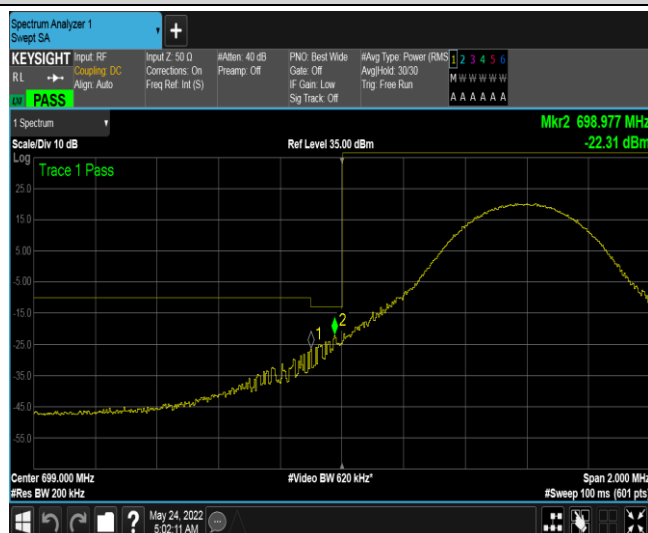 Spectrum Analyzer 1
Swept SA
+
KEYSIGHT
RL
PASS
Input: RF
Coupling: DC
Align: Auto
Input Z: 50 Ω
Corrections: On
Freq Ref: Int (S)
#Atten: 40 dB
Preamp: Off
PNO: Best Wide
Gate: Off
IF Gain: Low
Sig Track: Off
#Avg Type: Power (RMS
Avg|Hold: 30/30
Trig: Free Run
1 2 3 4 5 6
M W W W W W
A A A A A A
1 Spectrum
Scale/Div 10 dB
Ref Level 35.00 dBm
Mkr2 698.977 MHz
-22.31 dBm
Log
Trace 1 Pass
25.0
15.0
5.00
-5.00
-15.0
-25.0
-35.0
-45.0
-55.0
1
2
Center 699.000 MHz
#Res BW 200 kHz
#Video BW 620 kHz*
Span 2.000 MHz
#Sweep 100 ms (601 pts)
?
May 24, 2022
5:02:11 AM